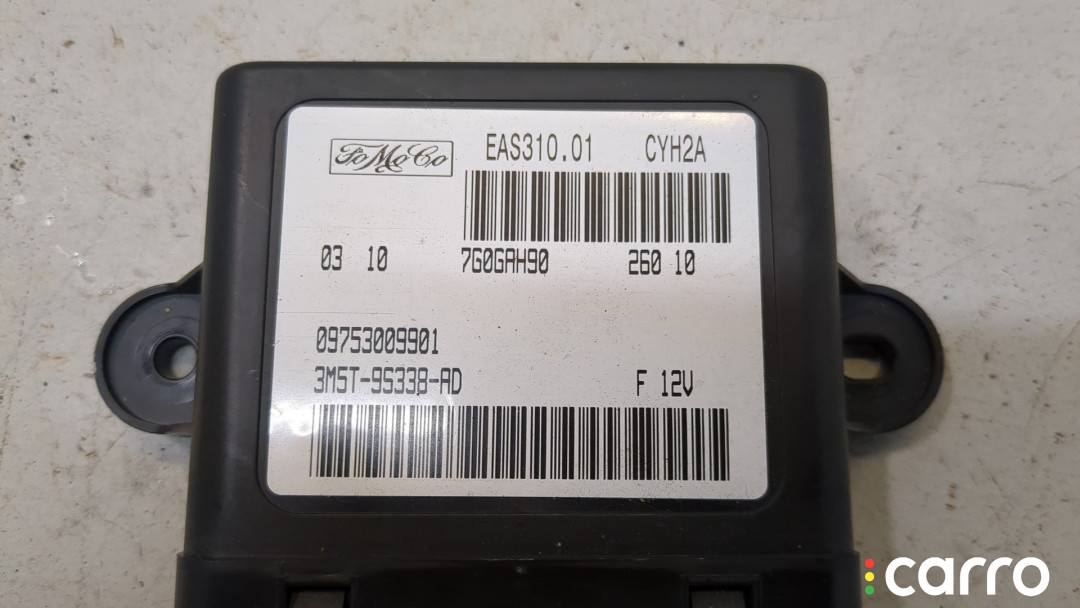 FoMoCo EAS310.01 CYH2A
03 10 7G0GAH90 260 10
09753009901
3M5T-9S338-AD F 12V
carro